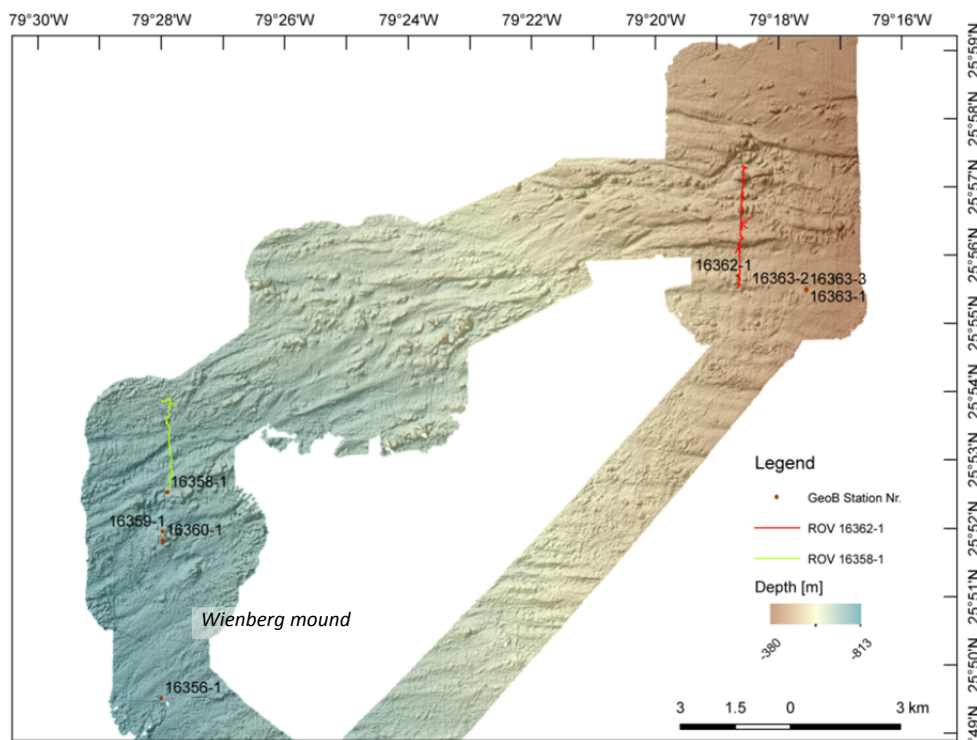 79°30'W 79°28'W 79°26'W 79°24'W 79°22'W 79°20'W 79°18'W 79°16'W
25°59'N
25°58'N
25°57'N
25°56'N
16362-1
16363-2 16363-3
16363-1
25°55'N
25°54'N
25°53'N
Legend
16358-1
GeoB Station Nr.
16359-1 16360-1
25°52'N
ROV 16362-1
ROV 16358-1
Depth [m]
25°51'N
Wienberg mound
-380 -813
25°50'N
16356-1
3 1.5 0 3 km
49'N